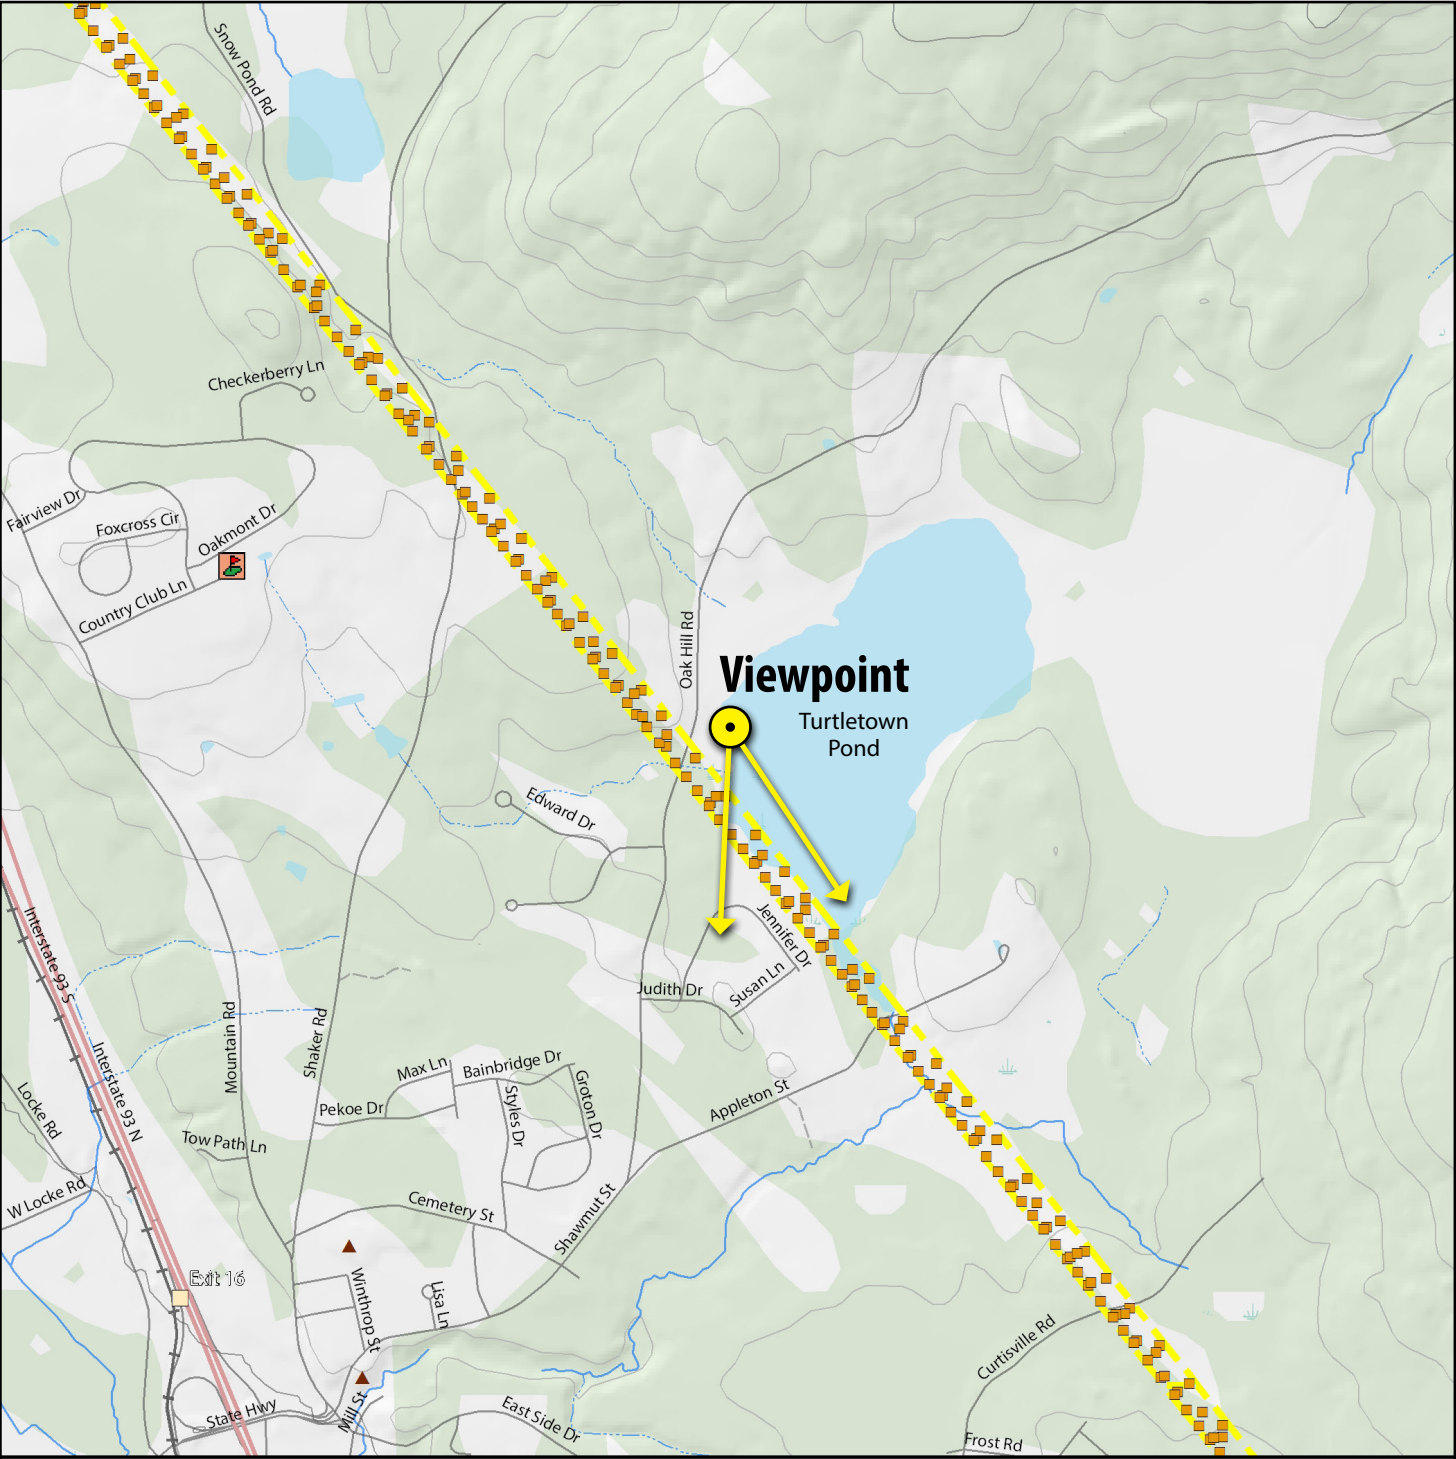 Snow Pond Rd
Checkerberry Ln
Fairview Dr
Foxcross Cir
Oakmont Dr
Country Club Ln
Oak Hill Rd
Viewpoint
Turtletown
Pond
Edward Dr
Jennifer Dr
Susan Ln
Judith Dr
Interstate 93 S
Interstate 93 N
Mountain Rd
Shaker Rd
Max Ln
Bainbridge Dr
Groton Dr
Styles Dr
Pekoe Dr
Appleton St
Locke Rd
Tow Path Ln
W Locke Rd
Cemetery St
Shawmut St
Exit 16
Winthrop St
Lisa Ln
Curtisville Rd
State Hwy
Mill St
East Side Dr
Frost Rd